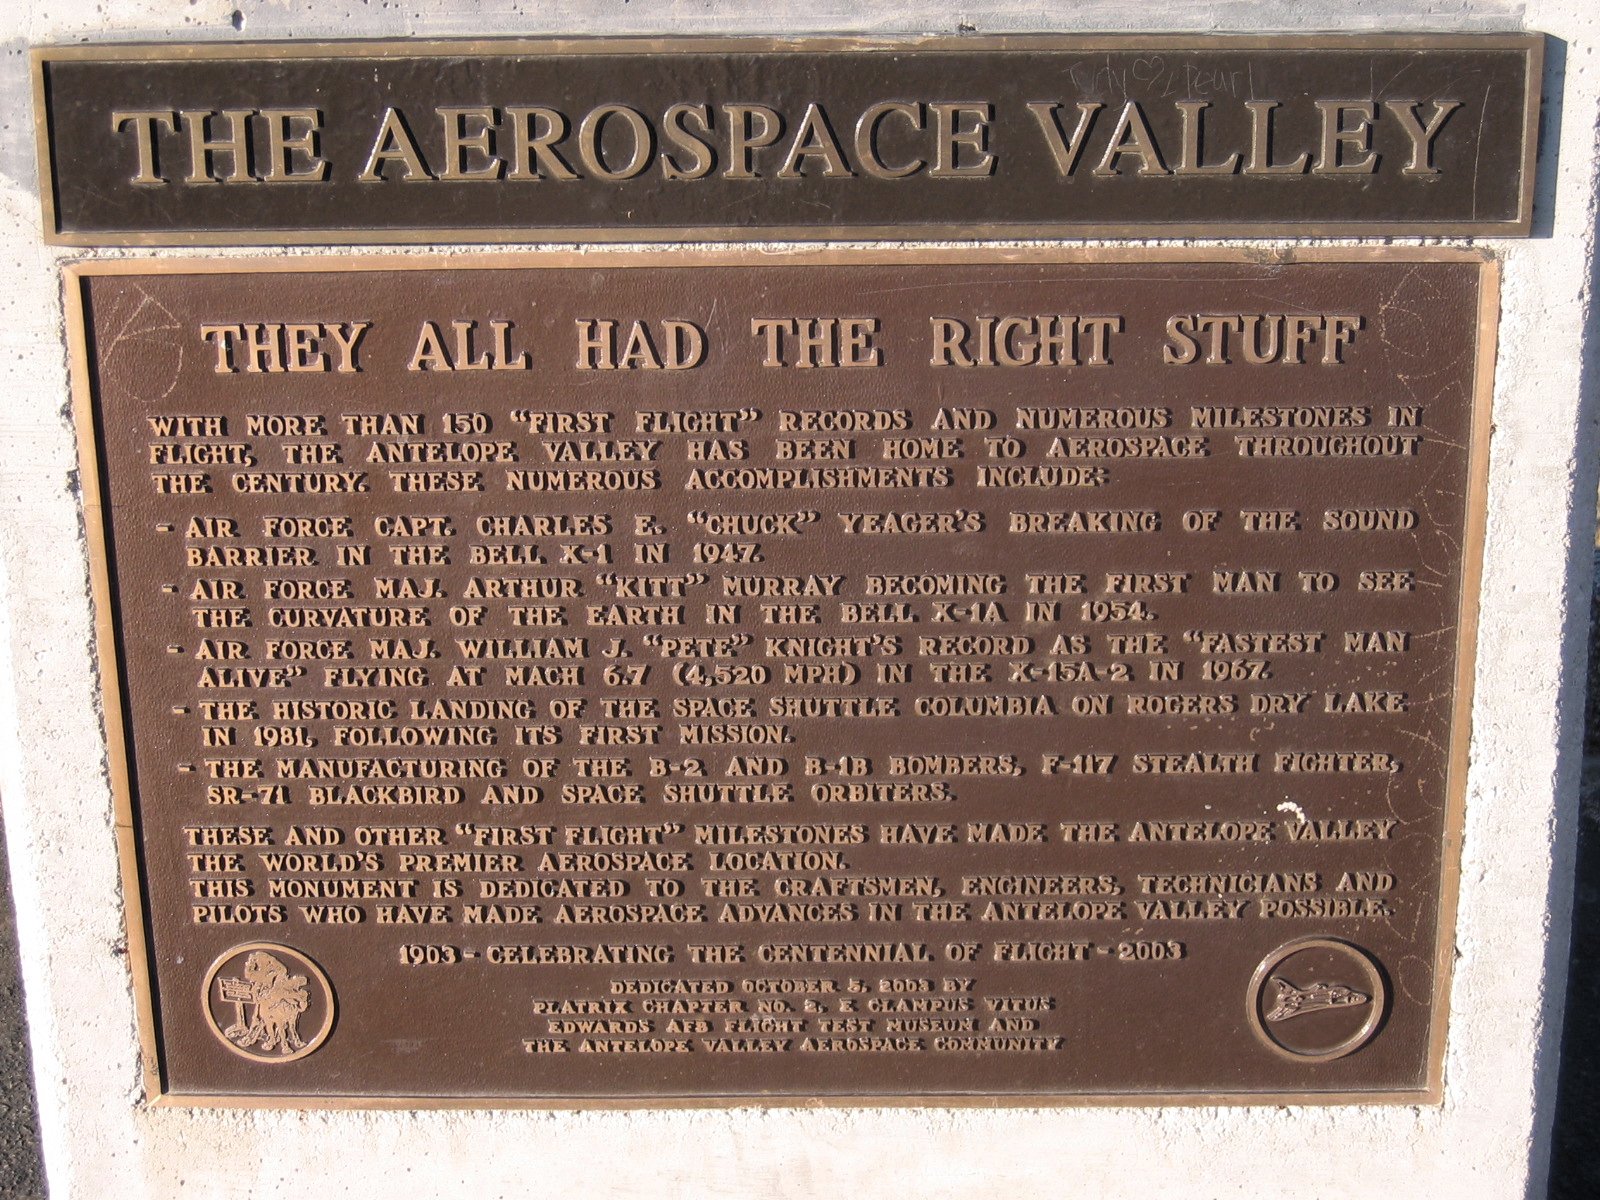 THE AEROSPACE VALLEY
THEY ALL HAD THE RIGHT STUFF
WITH MORE THAN 150 "FIRST FLIGHT" RECORDS AND NUMEROUS MILESTONES IN
FLIGHT, THE ANTELOPE VALLEY HAS BEEN HOME TO AEROSPACE THROUGHOUT
THE CENTURY. THESE NUMEROUS ACCOMPLISHMENTS INCLUDE:
- AIR FORCE CAPT. CHARLES E. "CHUCK" YEAGER'S BREAKING OF THE SOUND
BARRIER IN THE BELL X-1 IN 1947.
- AIR FORCE MAJ. ARTHUR "KITT" MURRAY BECOMING THE FIRST MAN TO SEE
THE CURVATURE OF THE EARTH IN THE BELL X-1A IN 1954.
- AIR FORCE MAJ. WILLIAM J. "PETE" KNIGHT'S RECORD AS THE "FASTEST MAN
ALIVE" FLYING AT MACH 6.7 (4,520 MPH) IN THE X-15A-2 IN 1967.
- THE HISTORIC LANDING OF THE SPACE SHUTTLE COLUMBIA ON ROGERS DRY LAKE
IN 1981, FOLLOWING ITS FIRST MISSION.
- THE MANUFACTURING OF THE B-2 AND B-1B BOMBERS, F-117 STEALTH FIGHTER,
SR-71 BLACKBIRD AND SPACE SHUTTLE ORBITERS.
THESE AND OTHER "FIRST FLIGHT" MILESTONES HAVE MADE THE ANTELOPE VALLEY
THE WORLD'S PREMIER AEROSPACE LOCATION.
THIS MONUMENT IS DEDICATED TO THE CRAFTSMEN, ENGINEERS, TECHNICIANS AND
PILOTS WHO HAVE MADE AEROSPACE ADVANCES IN THE ANTELOPE VALLEY POSSIBLE.
1903 - CELEBRATING THE CENTENNIAL OF FLIGHT - 2003
DEDICATED OCTOBER 5, 2003 BY
PLATRIX CHAPTER NO. 2, E CLAMPUS VITUS
EDWARDS AFB FLIGHT TEST MUSEUM AND
THE ANTELOPE VALLEY AEROSPACE COMMUNITY